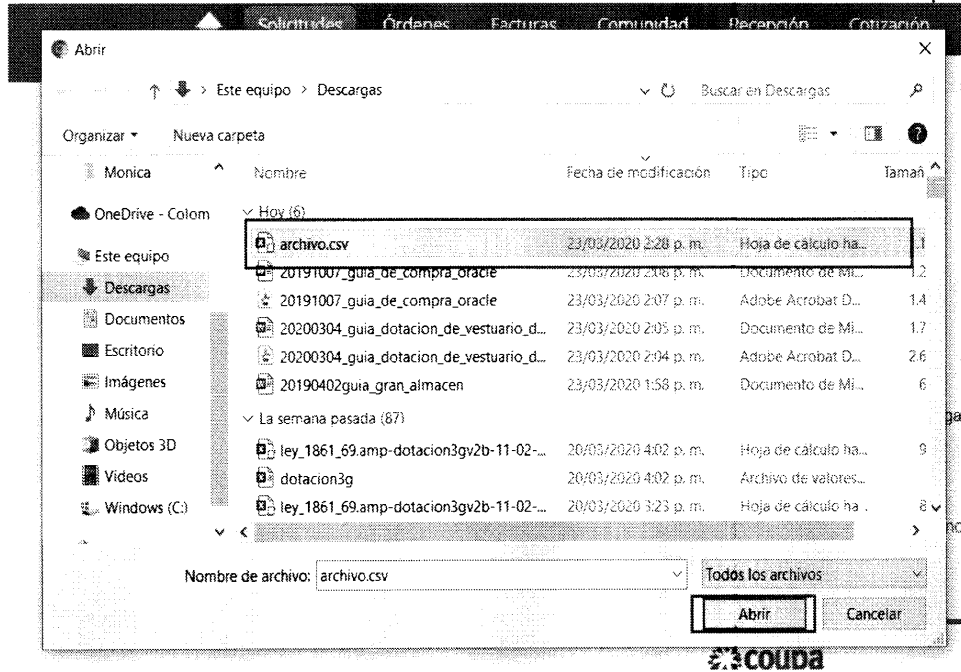 Solicitudes Órdenes Facturas Comunidad Recepción Cotización
Abrir
Este equipo > Descargas
Buscar en Descargas
Organizar Nueva carpeta
Monica
OneDrive - Colom
Este equipo
Descargas
Documentos
Escritorio
Imágenes
Música
Objetos 3D
Videos
Windows (C:)
Nombre Fecha de modificación Tipo Tamañ
Hoy (6)
archivo.csv 23/03/2020 2:28 p. m. Hoja de cálculo ha... .1
20191007_guia_de_compra_oracle 23/03/2020 2:08 p. m. Documento de Mi... 1.2
20191007_guia_de_compra_oracle 23/03/2020 2:07 p. m. Adobe Acrobat D... 1.4
20200304_guia_dotacion_de_vestuario_d... 23/03/2020 2:05 p. m. Documento de Mi... 1.7
20200304_guia_dotacion_de_vestuario_d... 23/03/2020 2:04 p. m. Adobe Acrobat D... 2.6
20190402guia_gran_almacen 23/03/2020 1:58 p. m. Documento de Mi... 6
La semana pasada (87)
ley_1861_69.amp-dotacion3gv2b-11-02-... 20/03/2020 4:02 p. m. Hoja de cálculo ha... 9
dotacion3g 20/03/2020 4:02 p. m. Archivo de valores...
ley_1861_69.amp-dotacion3gv2b-11-02-... 20/03/2020 3:23 p. m. Hoja de cálculo ha... 8
Nombre de archivo: archivo.csv Todos los archivos
Abrir Cancelar
coupa